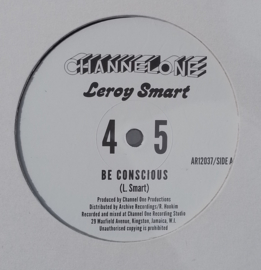 CHANNEL ONE
Leroy Smart
4 5
AR12037/SIDE A
BE CONSCIOUS
(L. Smart)
Produced by Channel One Productions
Distributed by Archive Recordings/H. Hookim
Recorded and mixed at Channel One Recording Studio
29 Maxfield Avenue, Kingston, Jamaica, W.I.
Unauthorised copying is prohibited